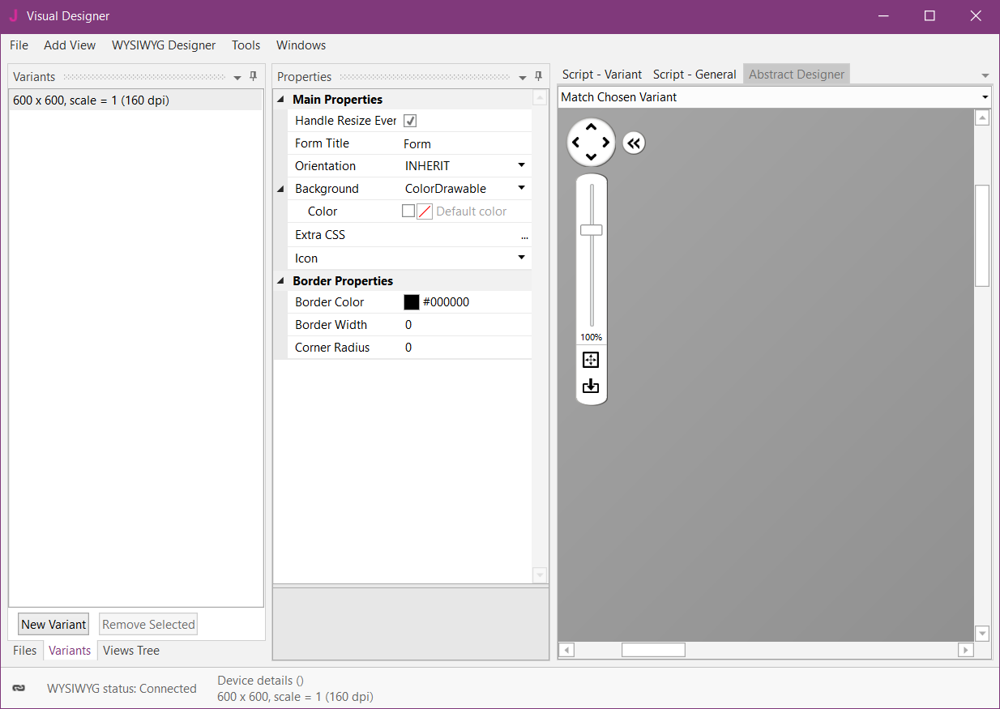 Visual Designer
File Add View WYSIWYG Designer Tools Windows
Variants
600 x 600, scale = 1 (160 dpi)
New Variant Remove Selected
Files Variants Views Tree
Properties
Main Properties
Handle Resize Ever
Form Title Form
Orientation INHERIT
Background ColorDrawable
Color Default color
Extra CSS ...
Icon
Border Properties
Border Color #000000
Border Width 0
Corner Radius 0
Script - Variant Script - General Abstract Designer
Match Chosen Variant
100%
WYSIWYG status: Connected
Device details ()
600 x 600, scale = 1 (160 dpi)